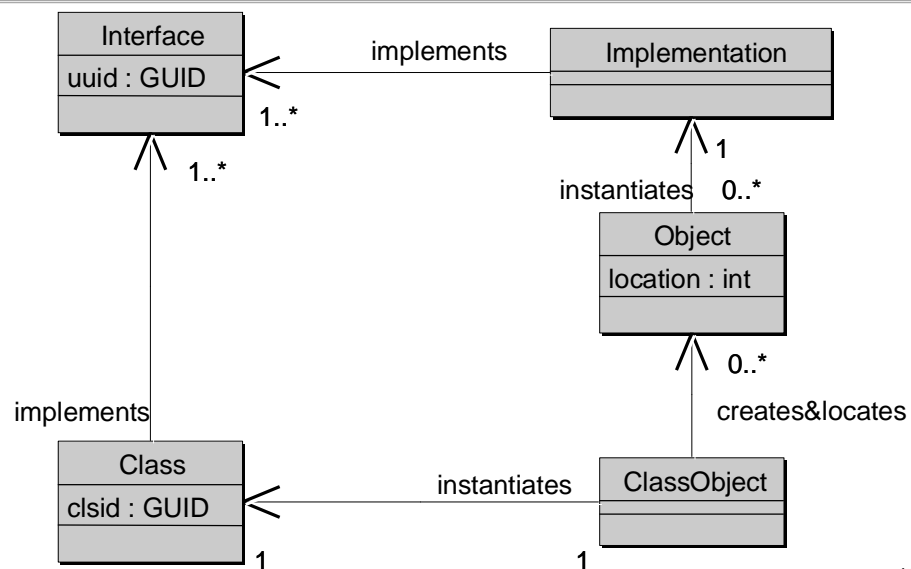 Interface
uuid : GUID
implements
Implementation
1..*
1..*
1
instantiates
0..*
Object
location : int
0..*
implements
creates&locates
Class
clsid : GUID
instantiates
ClassObject
1
1